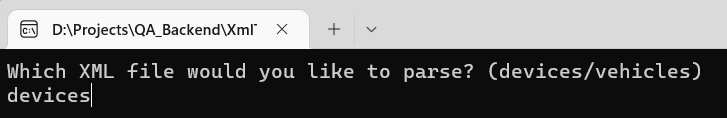 D:\Projects\QA_Backend\Xml
Which XML file would you like to parse? (devices/vehicles)
devices